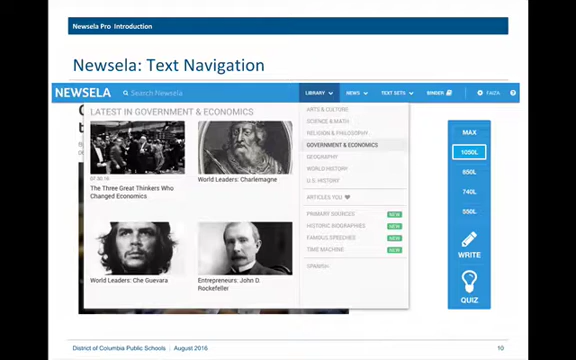 Newsela Pro Introduction
Newsela: Text Navigation
NEWSELA
Search Newsela
LIBRARY
NEWS
TEXT SETS
BINDER
FAIZA
?
LATEST IN GOVERNMENT & ECONOMICS
The Three Great Thinkers Who
Changed Economics
World Leaders: Charlemagne
World Leaders: Che Guevara
Entrepreneurs: John D.
Rockefeller
ARTS & CULTURE
SCIENCE & MATH
RELIGION & PHILOSOPHY
GOVERNMENT & ECONOMICS
GEOGRAPHY
WORLD HISTORY
U.S. HISTORY
ARTICLES YOU
PRIMARY SOURCES NEW
HISTORIC BIOGRAPHIES NEW
FAMOUS SPEECHES NEW
TIME MACHINE NEW
SPANISH
MAX
1050L
740L
550L
WRITE
QUIZ
District of Columbia Public Schools | August 2016
10